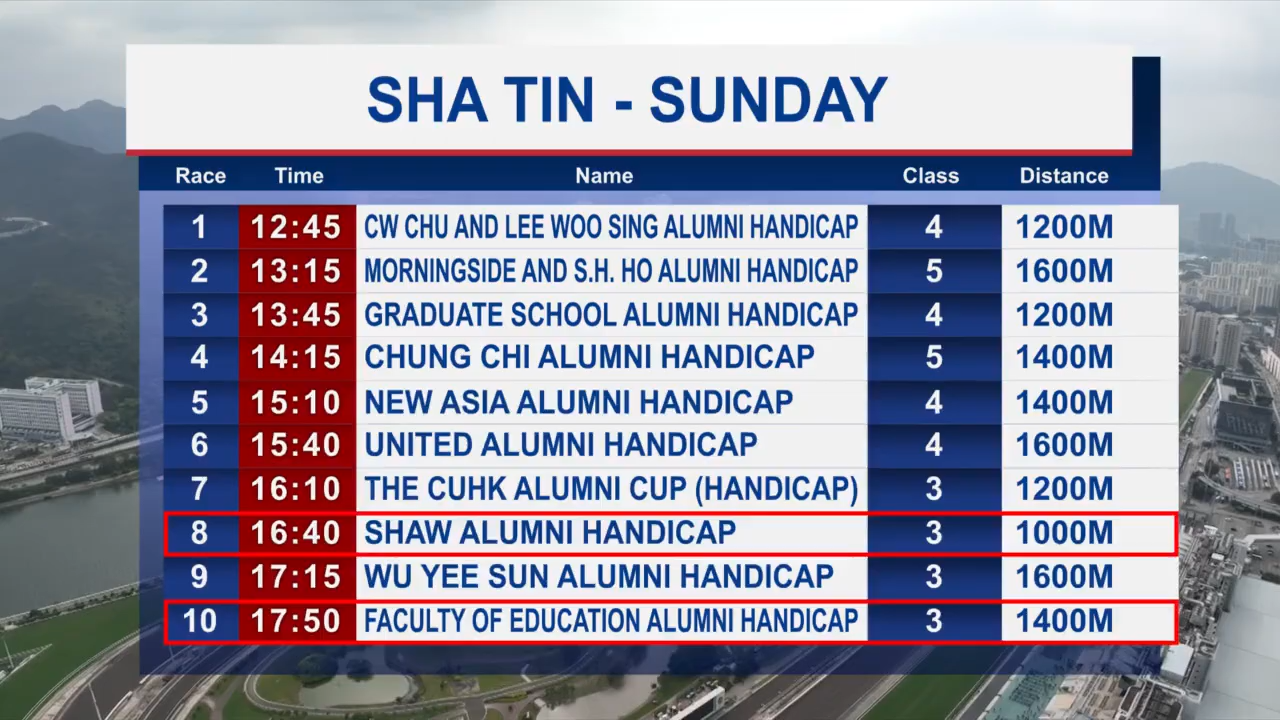 SHA TIN - SUNDAY
Race Time Name Class Distance
1 12:45 CW CHU AND LEE WOO SING ALUMNI HANDICAP 4 1200M
2 13:15 MORNINGSIDE AND S.H. HO ALUMNI HANDICAP 5 1600M
3 13:45 GRADUATE SCHOOL ALUMNI HANDICAP 4 1200M
4 14:15 CHUNG CHI ALUMNI HANDICAP 5 1400M
5 15:10 NEW ASIA ALUMNI HANDICAP 4 1400M
6 15:40 UNITED ALUMNI HANDICAP 4 1600M
7 16:10 THE CUHK ALUMNI CUP (HANDICAP) 3 1200M
8 16:40 SHAW ALUMNI HANDICAP 3 1000M
9 17:15 WU YEE SUN ALUMNI HANDICAP 3 1600M
10 17:50 FACULTY OF EDUCATION ALUMNI HANDICAP 3 1400M